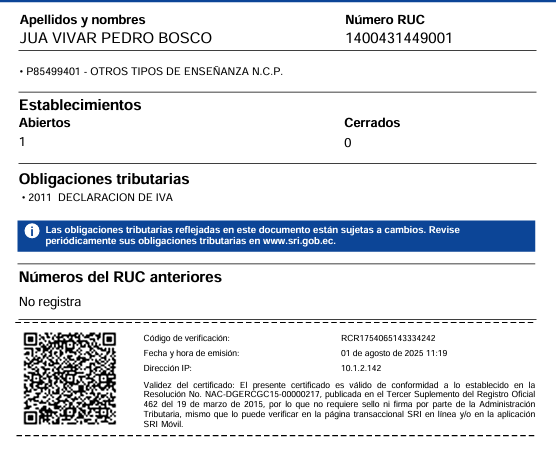 Apellidos y nombres
Número RUC
JUA VIVAR PEDRO BOSCO
1400431449001
• P85499401 - OTROS TIPOS DE ENSEÑANZA N.C.P.
Establecimientos
Abiertos
Cerrados
1
0
Obligaciones tributarias
• 2011 DECLARACION DE IVA
i
Las obligaciones tributarias reflejadas en este documento están sujetas a cambios. Revise
periódicamente sus obligaciones tributarias en www.sri.gob.ec.
Números del RUC anteriores
No registra
Código de verificación:
RCR1754065143334242
Fecha y hora de emisión:
01 de agosto de 2025 11:19
Dirección IP:
10.1.2.142
Validez del certificado: El presente certificado es válido de conformidad a lo establecido en la
Resolución No. NAC-DGERCGC15-00000217, publicada en el Tercer Suplemento del Registro Oficial
462 del 19 de marzo de 2015, por lo que no requiere sello ni firma por parte de la Administración
Tributaria, mismo que lo puede verificar en la página transaccional SRI en línea y/o en la aplicación
SRI Móvil.